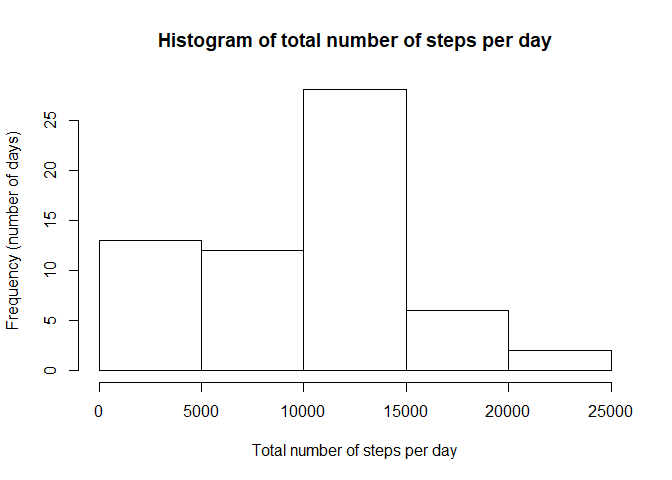 Histogram of total number of steps per day
Frequency (number of days)
25
20
15
10
5
0
0 5000 10000 15000 20000 25000
Total number of steps per day